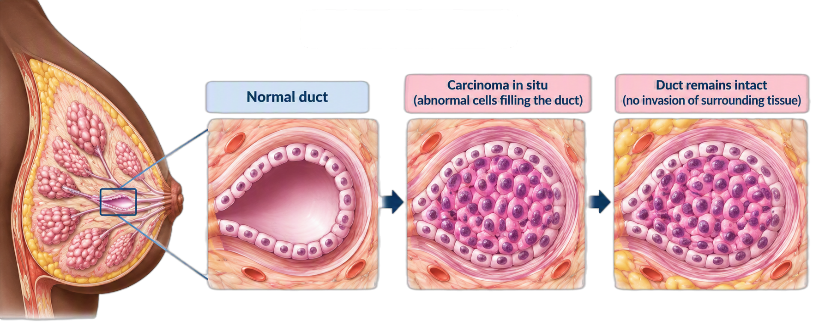 Normal duct
Carcinoma in situ
(abnormal cells filling the duct)
Duct remains intact
(no invasion of surrounding tissue)